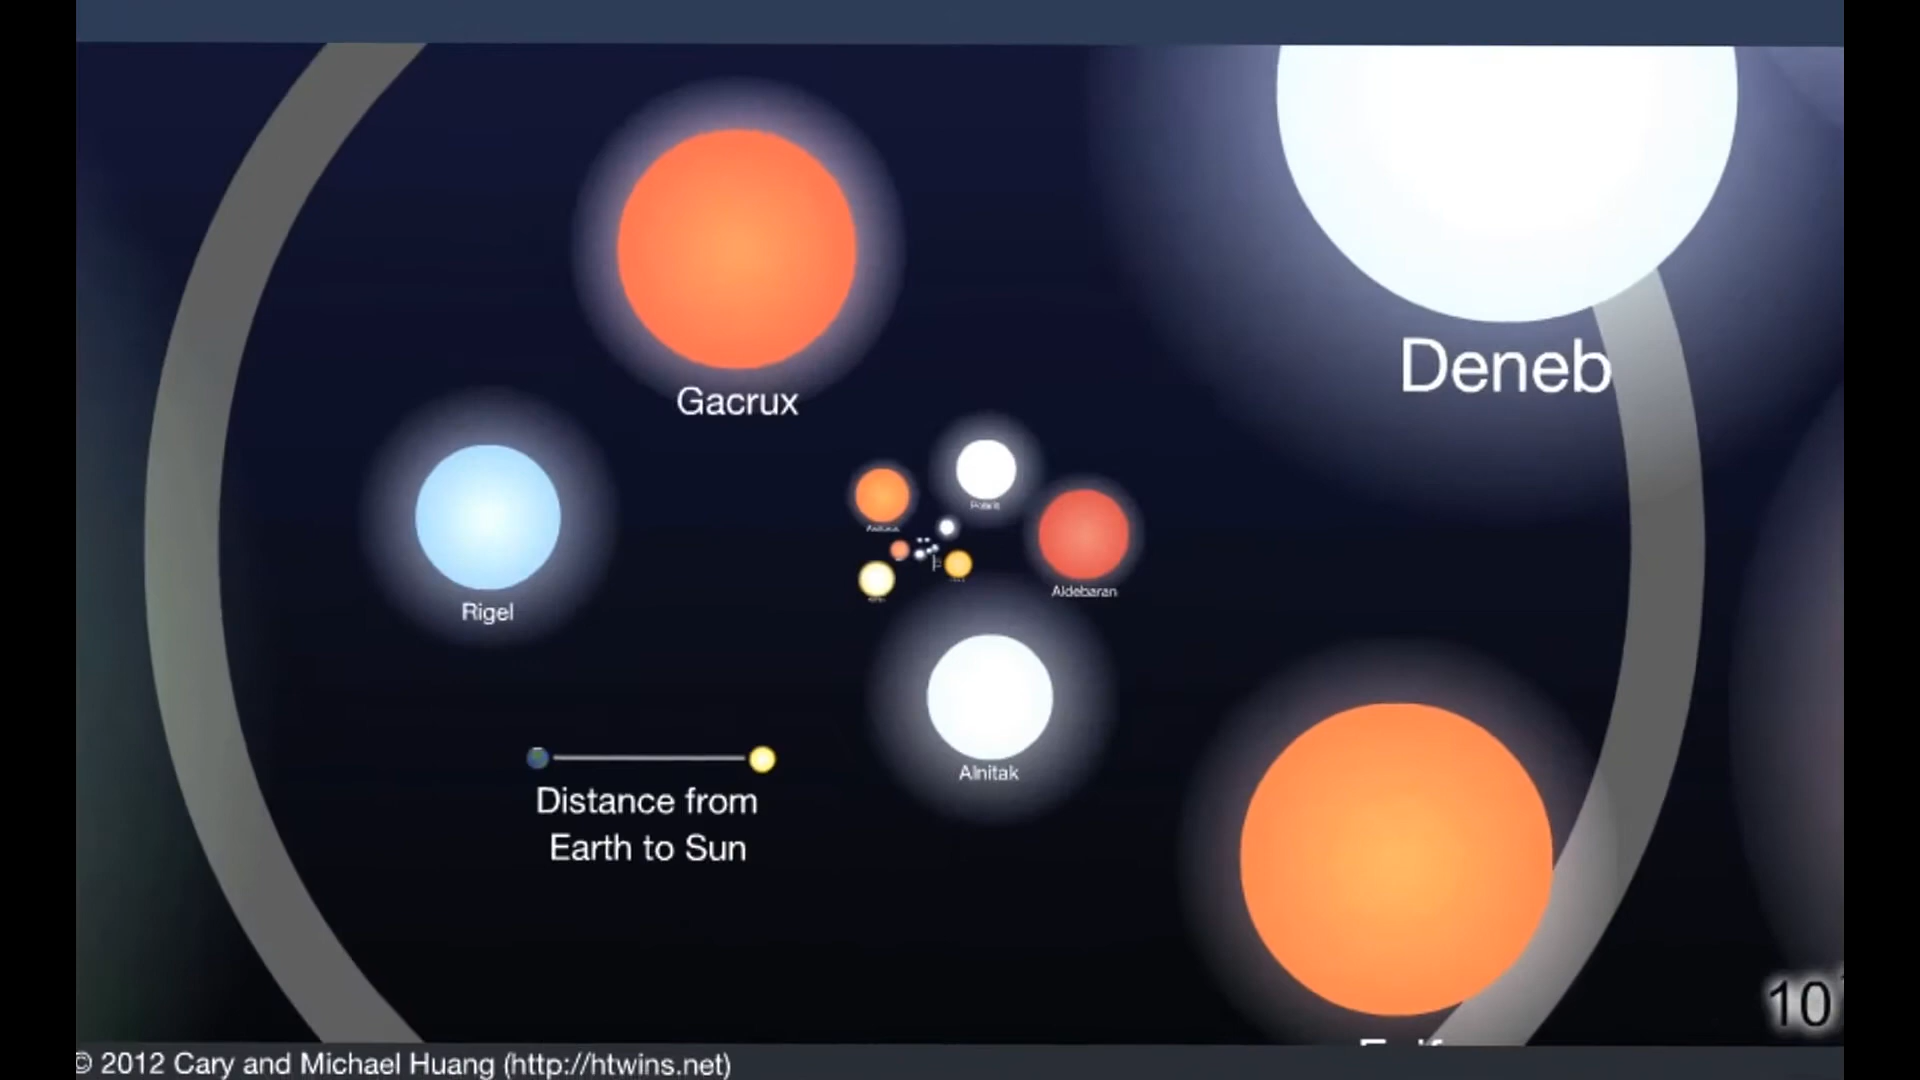 Deneb
Gacrux
Polaris
Aldebaran
Rigel
Alnitak
Distance from
Earth to Sun
10
© 2012 Cary and Michael Huang (http://htwins.net)